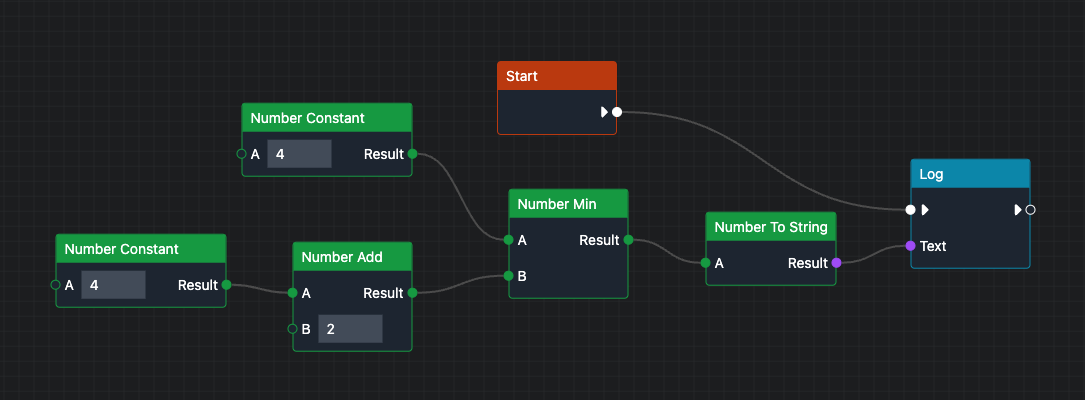 Start
Number Constant
A 4 Result
Log
Number Min
A Result
B
Number To String
A Result
Text
Number Constant
A 4 Result
Number Add
A Result
B 2